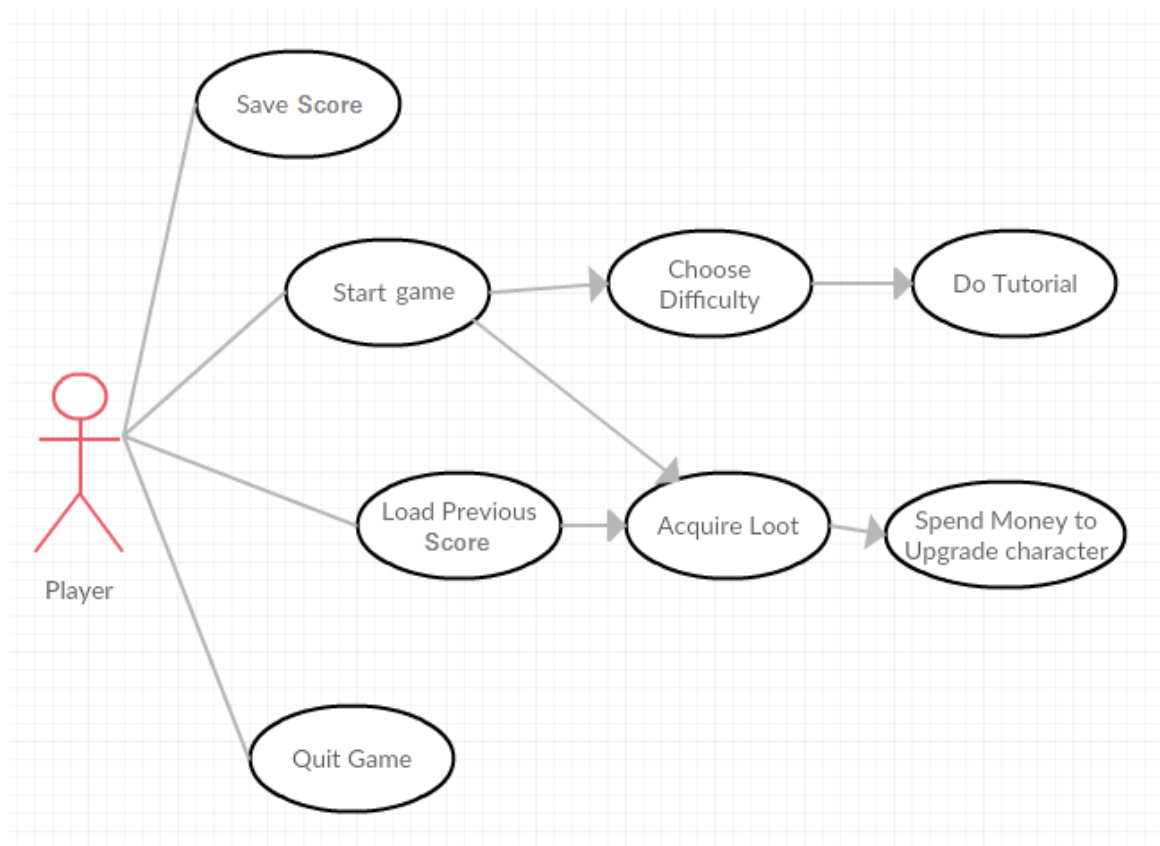 Save Score
Start game
Choose
Difficulty
Do Tutorial
Load Previous
Score
Acquire Loot
Spend Money to
Upgrade character
Player
Quit Game